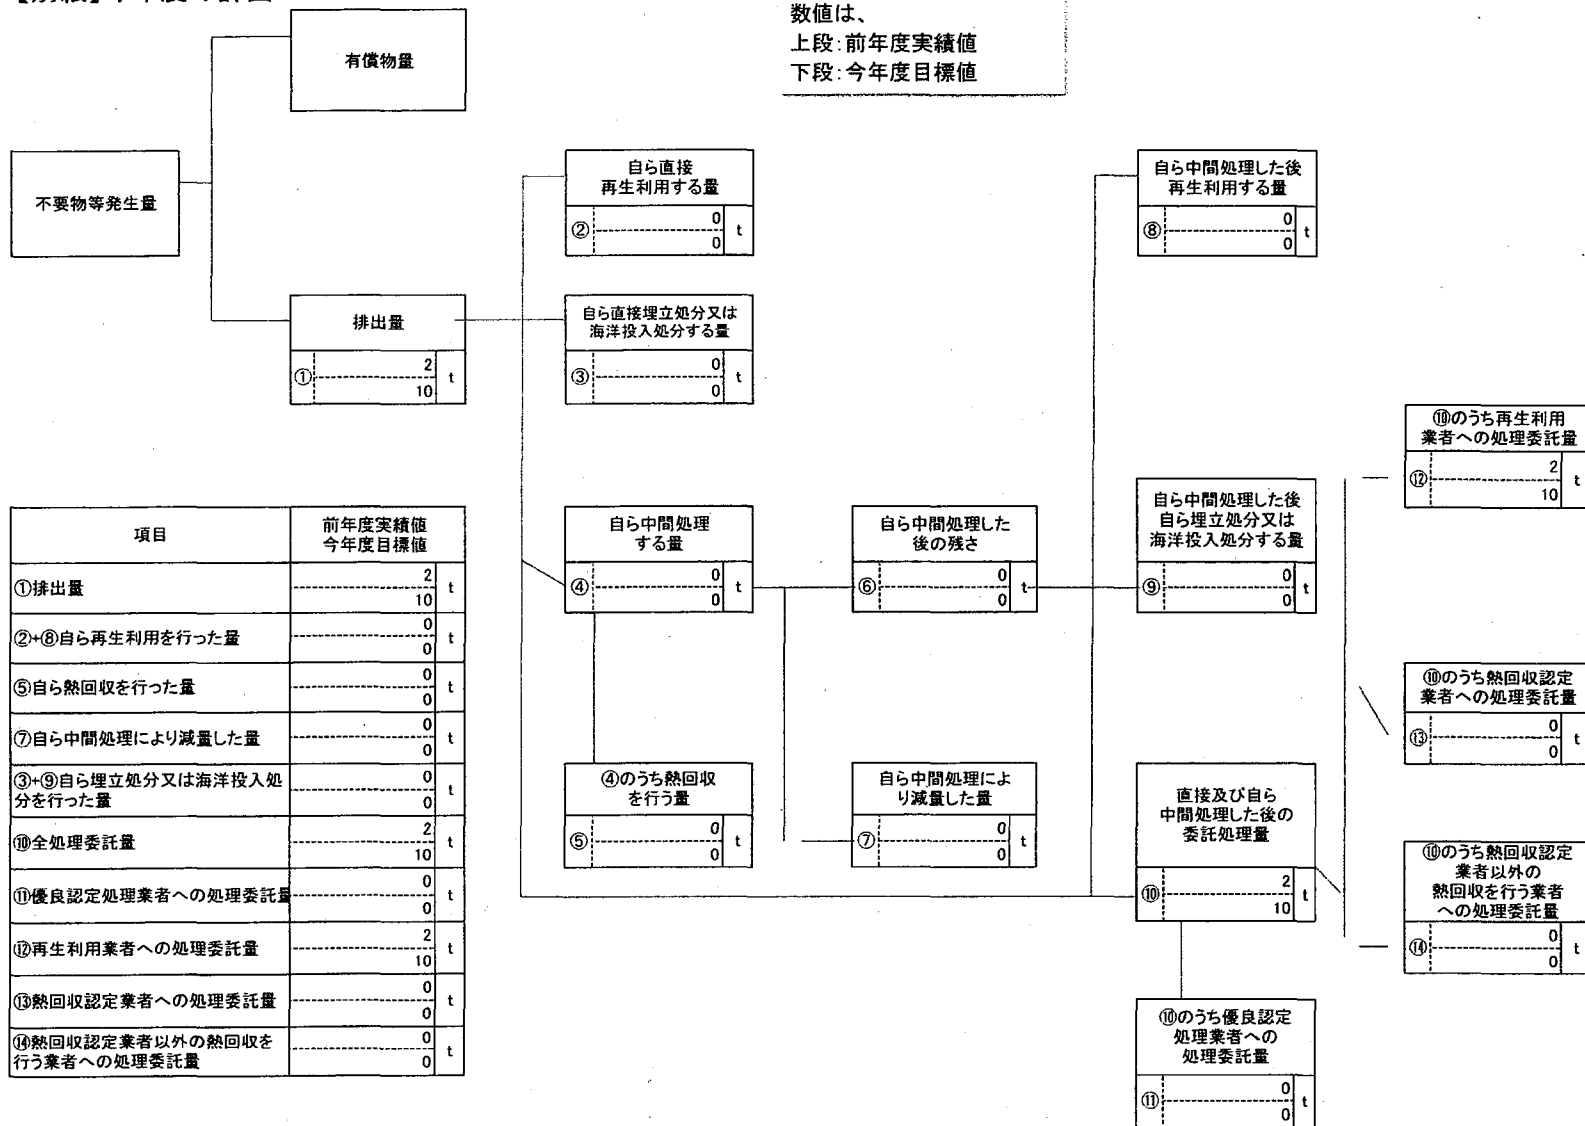 数値は、
上段:前年度実績値
下段:今年度目標値
有償物量
不要物等発生量
排出量
① 2 t
10
自ら直接
再生利用する量
② 0 t
0
自ら直接埋立処分又は
海洋投入処分する量
③ 0 t
0
自ら中間処理
する量
④ 0 t
0
④のうち熱回収
を行う量
⑤ 0 t
0
自ら中間処理した
後の残さ
⑥ 0 t
0
自ら中間処理によ
り減量した量
⑦ 0 t
0
自ら中間処理した後
再生利用する量
⑧ 0 t
0
自ら中間処理した後
自ら埋立処分又は
海洋投入処分する量
⑨ 0 t
0
直接及び自ら
中間処理した後の
委託処理量
⑩ 2 t
10
⑩のうち優良認定
処理業者への
処理委託量
⑪ 0 t
0
⑩のうち再生利用
業者への処理委託量
⑫ 2 t
10
⑩のうち熱回収認定
業者への処理委託量
⑬ 0 t
0
⑩のうち熱回収認定
業者以外の
熱回収を行う業者
への処理委託量
⑭ 0 t
0
項目 前年度実績値
今年度目標値
①排出量 2 t
10
②+⑧自ら再生利用を行った量 0 t
0
⑤自ら熱回収を行った量 0 t
0
⑦自ら中間処理により減量した量 0 t
0
③+⑨自ら埋立処分又は海洋投入処
分を行った量 0 t
0
⑩全処理委託量 2 t
10
⑪優良認定処理業者への処理委託量 0 t
0
⑫再生利用業者への処理委託量 2 t
10
⑬熱回収認定業者への処理委託量 0 t
0
⑭熱回収認定業者以外の熱回収を
行う業者への処理委託量 0 t
0